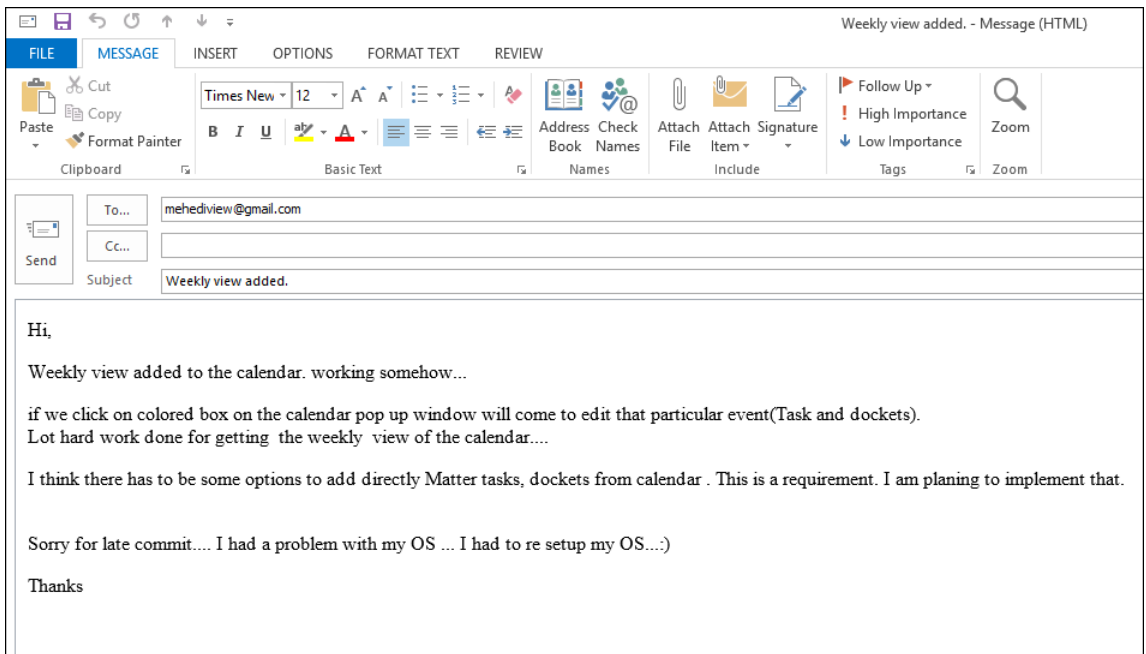 Weekly view added. - Message (HTML)
FILE MESSAGE INSERT OPTIONS FORMAT TEXT REVIEW
Paste
Cut
Copy
Format Painter
Clipboard
Times New 12 A A
B I U aby A
Basic Text
Address Book
Check Names
Names
Attach File
Attach Item
Signature
Include
Follow Up
High Importance
Low Importance
Tags
Zoom
Zoom
Send
To... mehediview@gmail.com
Cc...
Subject Weekly view added.
Hi,
Weekly view added to the calendar. working somehow...
if we click on colored box on the calendar pop up window will come to edit that particular event(Task and dockets).
Lot hard work done for getting the weekly view of the calendar....
I think there has to be some options to add directly Matter tasks, dockets from calendar . This is a requirement. I am planing to implement that.
Sorry for late commit.... I had a problem with my OS ... I had to re setup my OS...:)
Thanks